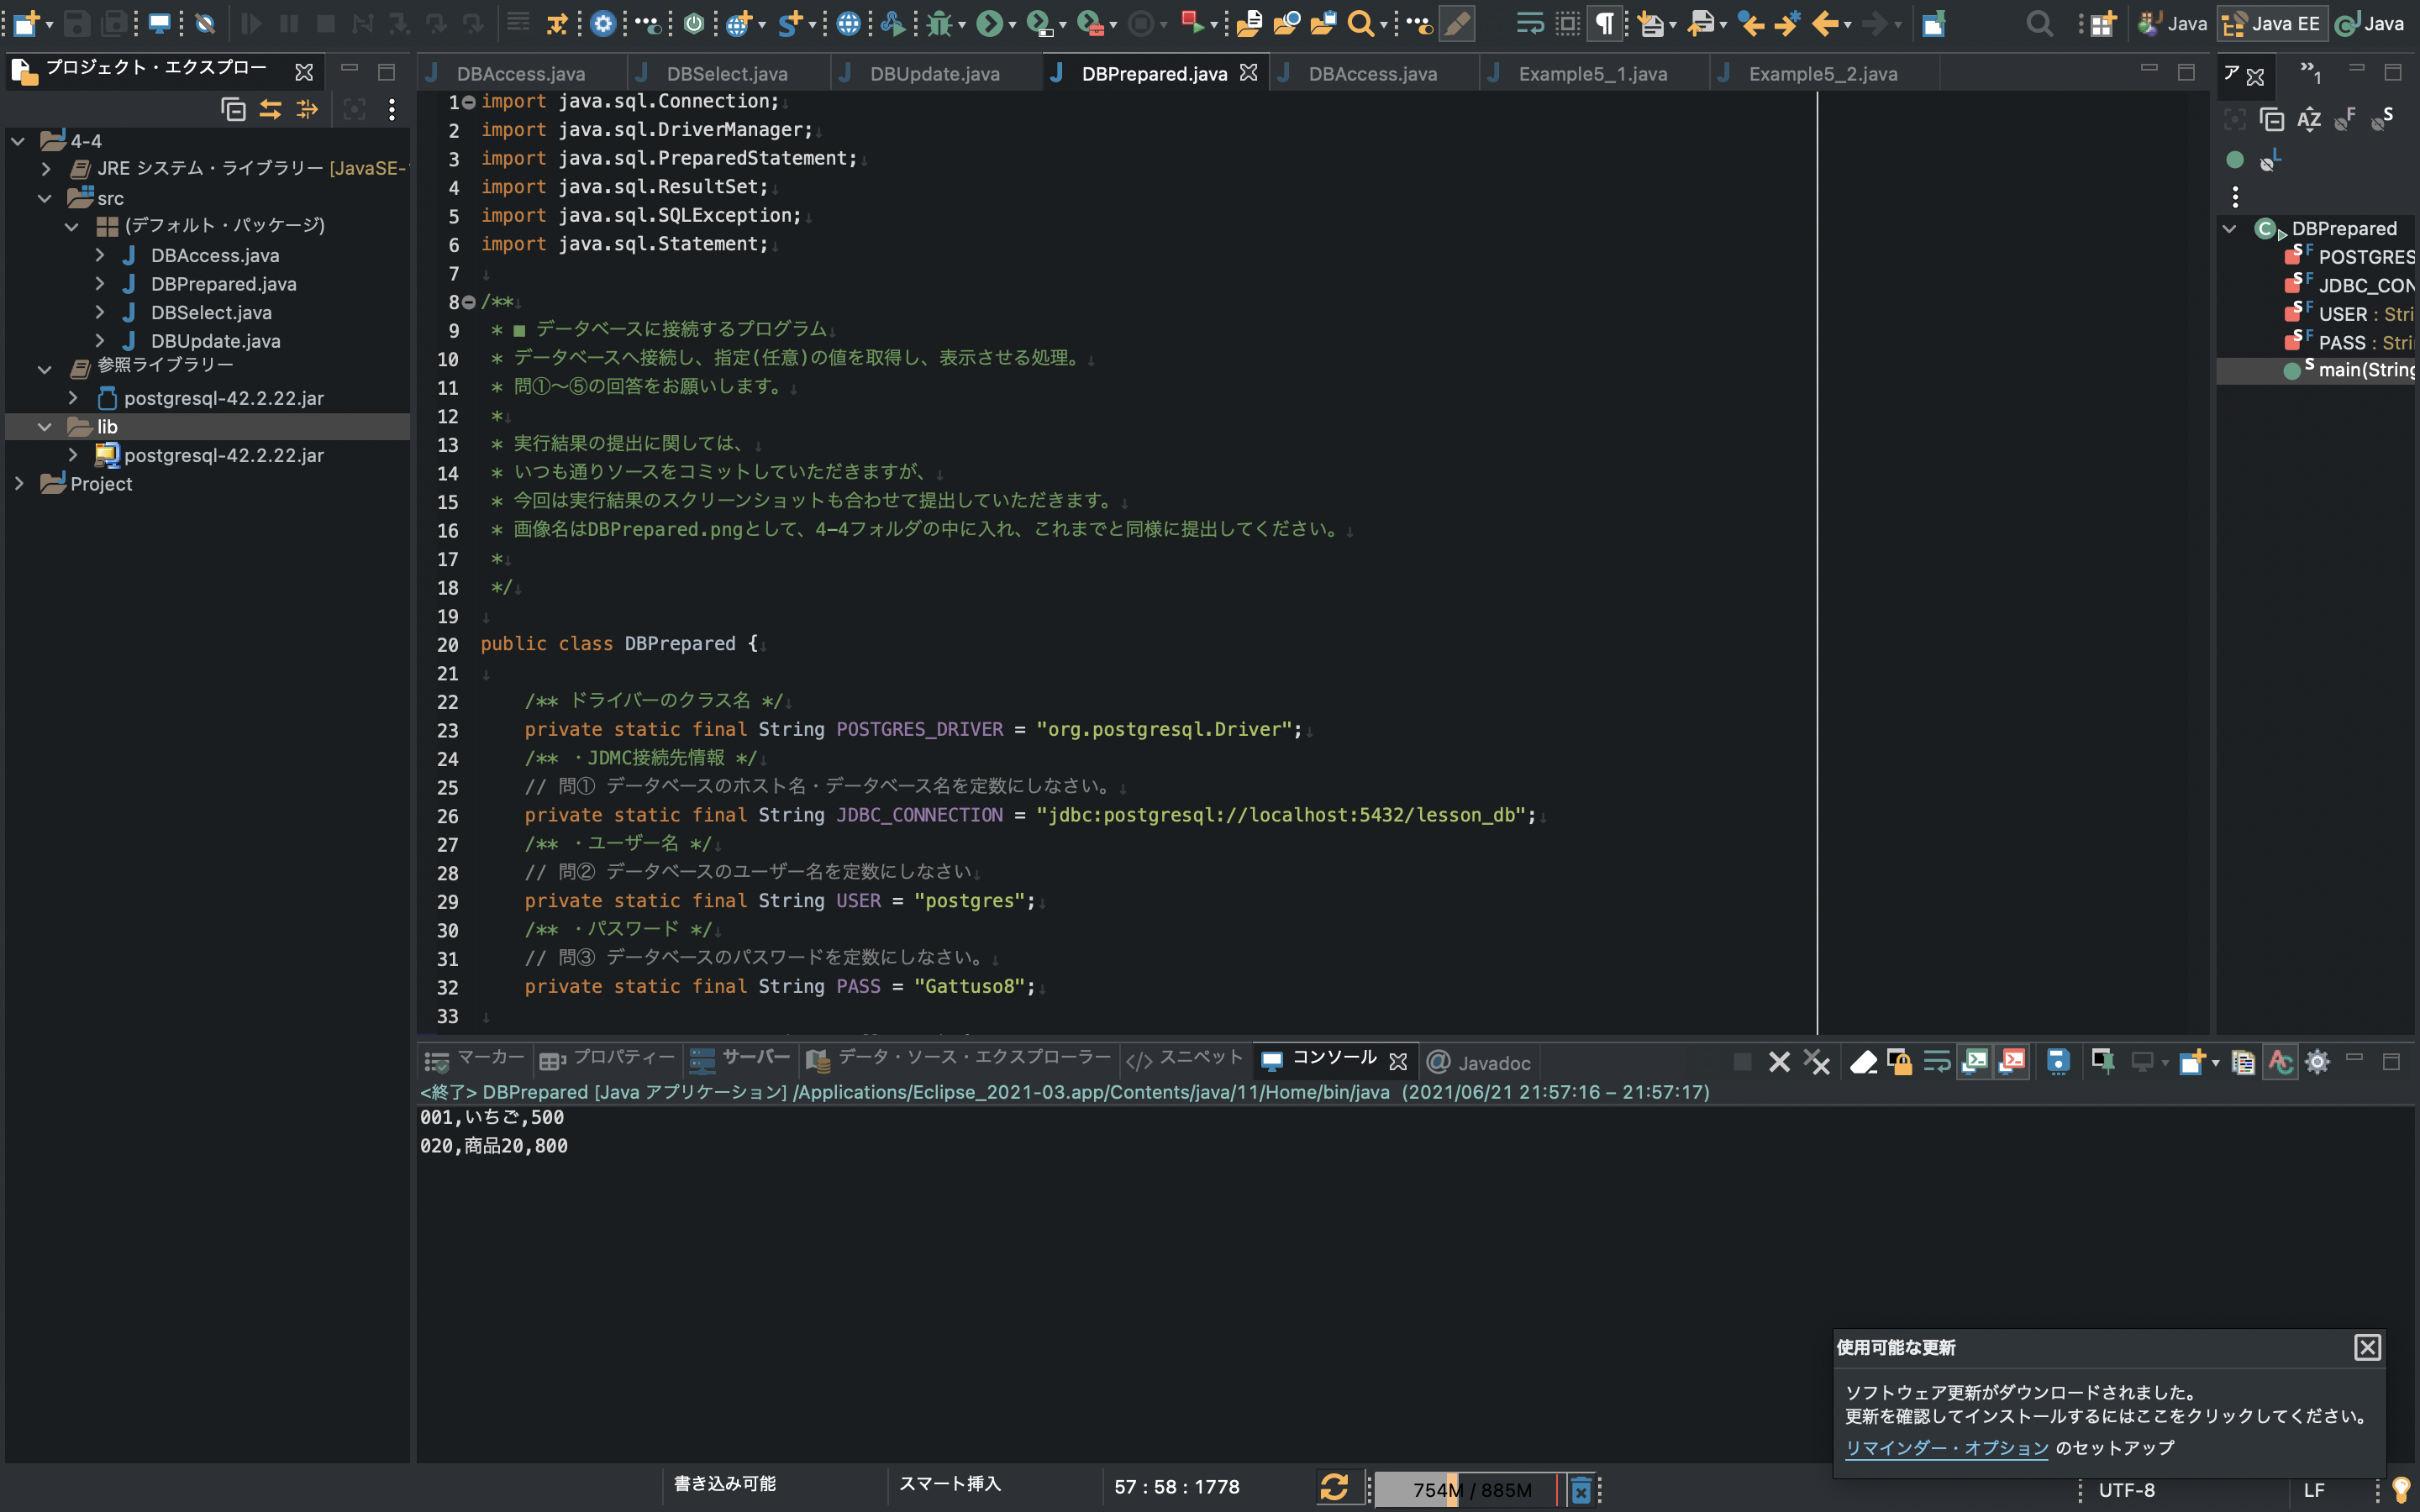 Java
Java EE
Java
プロジェクト・エクスプロー
DBAccess.java
DBSelect.java
DBUpdate.java
DBPrepared.java
DBAccess.java
Example5_1.java
Example5_2.java
ア
»1
4-4
JRE システム・ライブラリー [JavaSE-
src
(デフォルト・パッケージ)
DBAccess.java
DBPrepared.java
DBSelect.java
DBUpdate.java
参照ライブラリー
postgresql-42.2.22.jar
lib
postgresql-42.2.22.jar
Project
1 import java.sql.Connection;
2 import java.sql.DriverManager;
3 import java.sql.PreparedStatement;
4 import java.sql.ResultSet;
5 import java.sql.SQLException;
6 import java.sql.Statement;
7
8 /**
9 * ■ データベースに接続するプログラム
10 * データベースへ接続し、指定(任意)の値を取得し、表示させる処理。
11 * 問①〜⑤の回答をお願いします。
12 *
13 * 実行結果の提出に関しては、
14 * いつも通りソースをコミットしていただきますが、
15 * 今回は実行結果のスクリーンショットも合わせて提出していただきます。
16 * 画像名はDBPrepared.pngとして、4-4フォルダの中に入れ、これまでと同様に提出してください。
17 *
18 */
19
20 public class DBPrepared {
21
22 /** ドライバーのクラス名 */
23 private static final String POSTGRES_DRIVER = "org.postgresql.Driver";
24 /** ・JDMC接続先情報 */
25 // 問① データベースのホスト名・データベース名を定数にしなさい。
26 private static final String JDBC_CONNECTION = "jdbc:postgresql://localhost:5432/lesson_db";
27 /** ・ユーザー名 */
28 // 問② データベースのユーザー名を定数にしなさい
29 private static final String USER = "postgres";
30 /** ・パスワード */
31 // 問③ データベースのパスワードを定数にしなさい。
32 private static final String PASS = "Gattuso8";
33
DBPrepared
POSTGRES
JDBC_CON
USER : Stri
PASS : Stri
main(String
マーカー
プロパティー
サーバー
データ・ソース・エクスプローラー
スニペット
コンソール
Javadoc
<終了> DBPrepared [Java アプリケーション] /Applications/Eclipse_2021-03.app/Contents/java/11/Home/bin/java (2021/06/21 21:57:16 – 21:57:17)
001,いちご,500
020,商品20,800
使用可能な更新
ソフトウェア更新がダウンロードされました。
更新を確認してインストールするにはここをクリックしてください。
リマインダー・オプション のセットアップ
書き込み可能
スマート挿入
57 : 58 : 1778
754M / 885M
UTF-8
LF